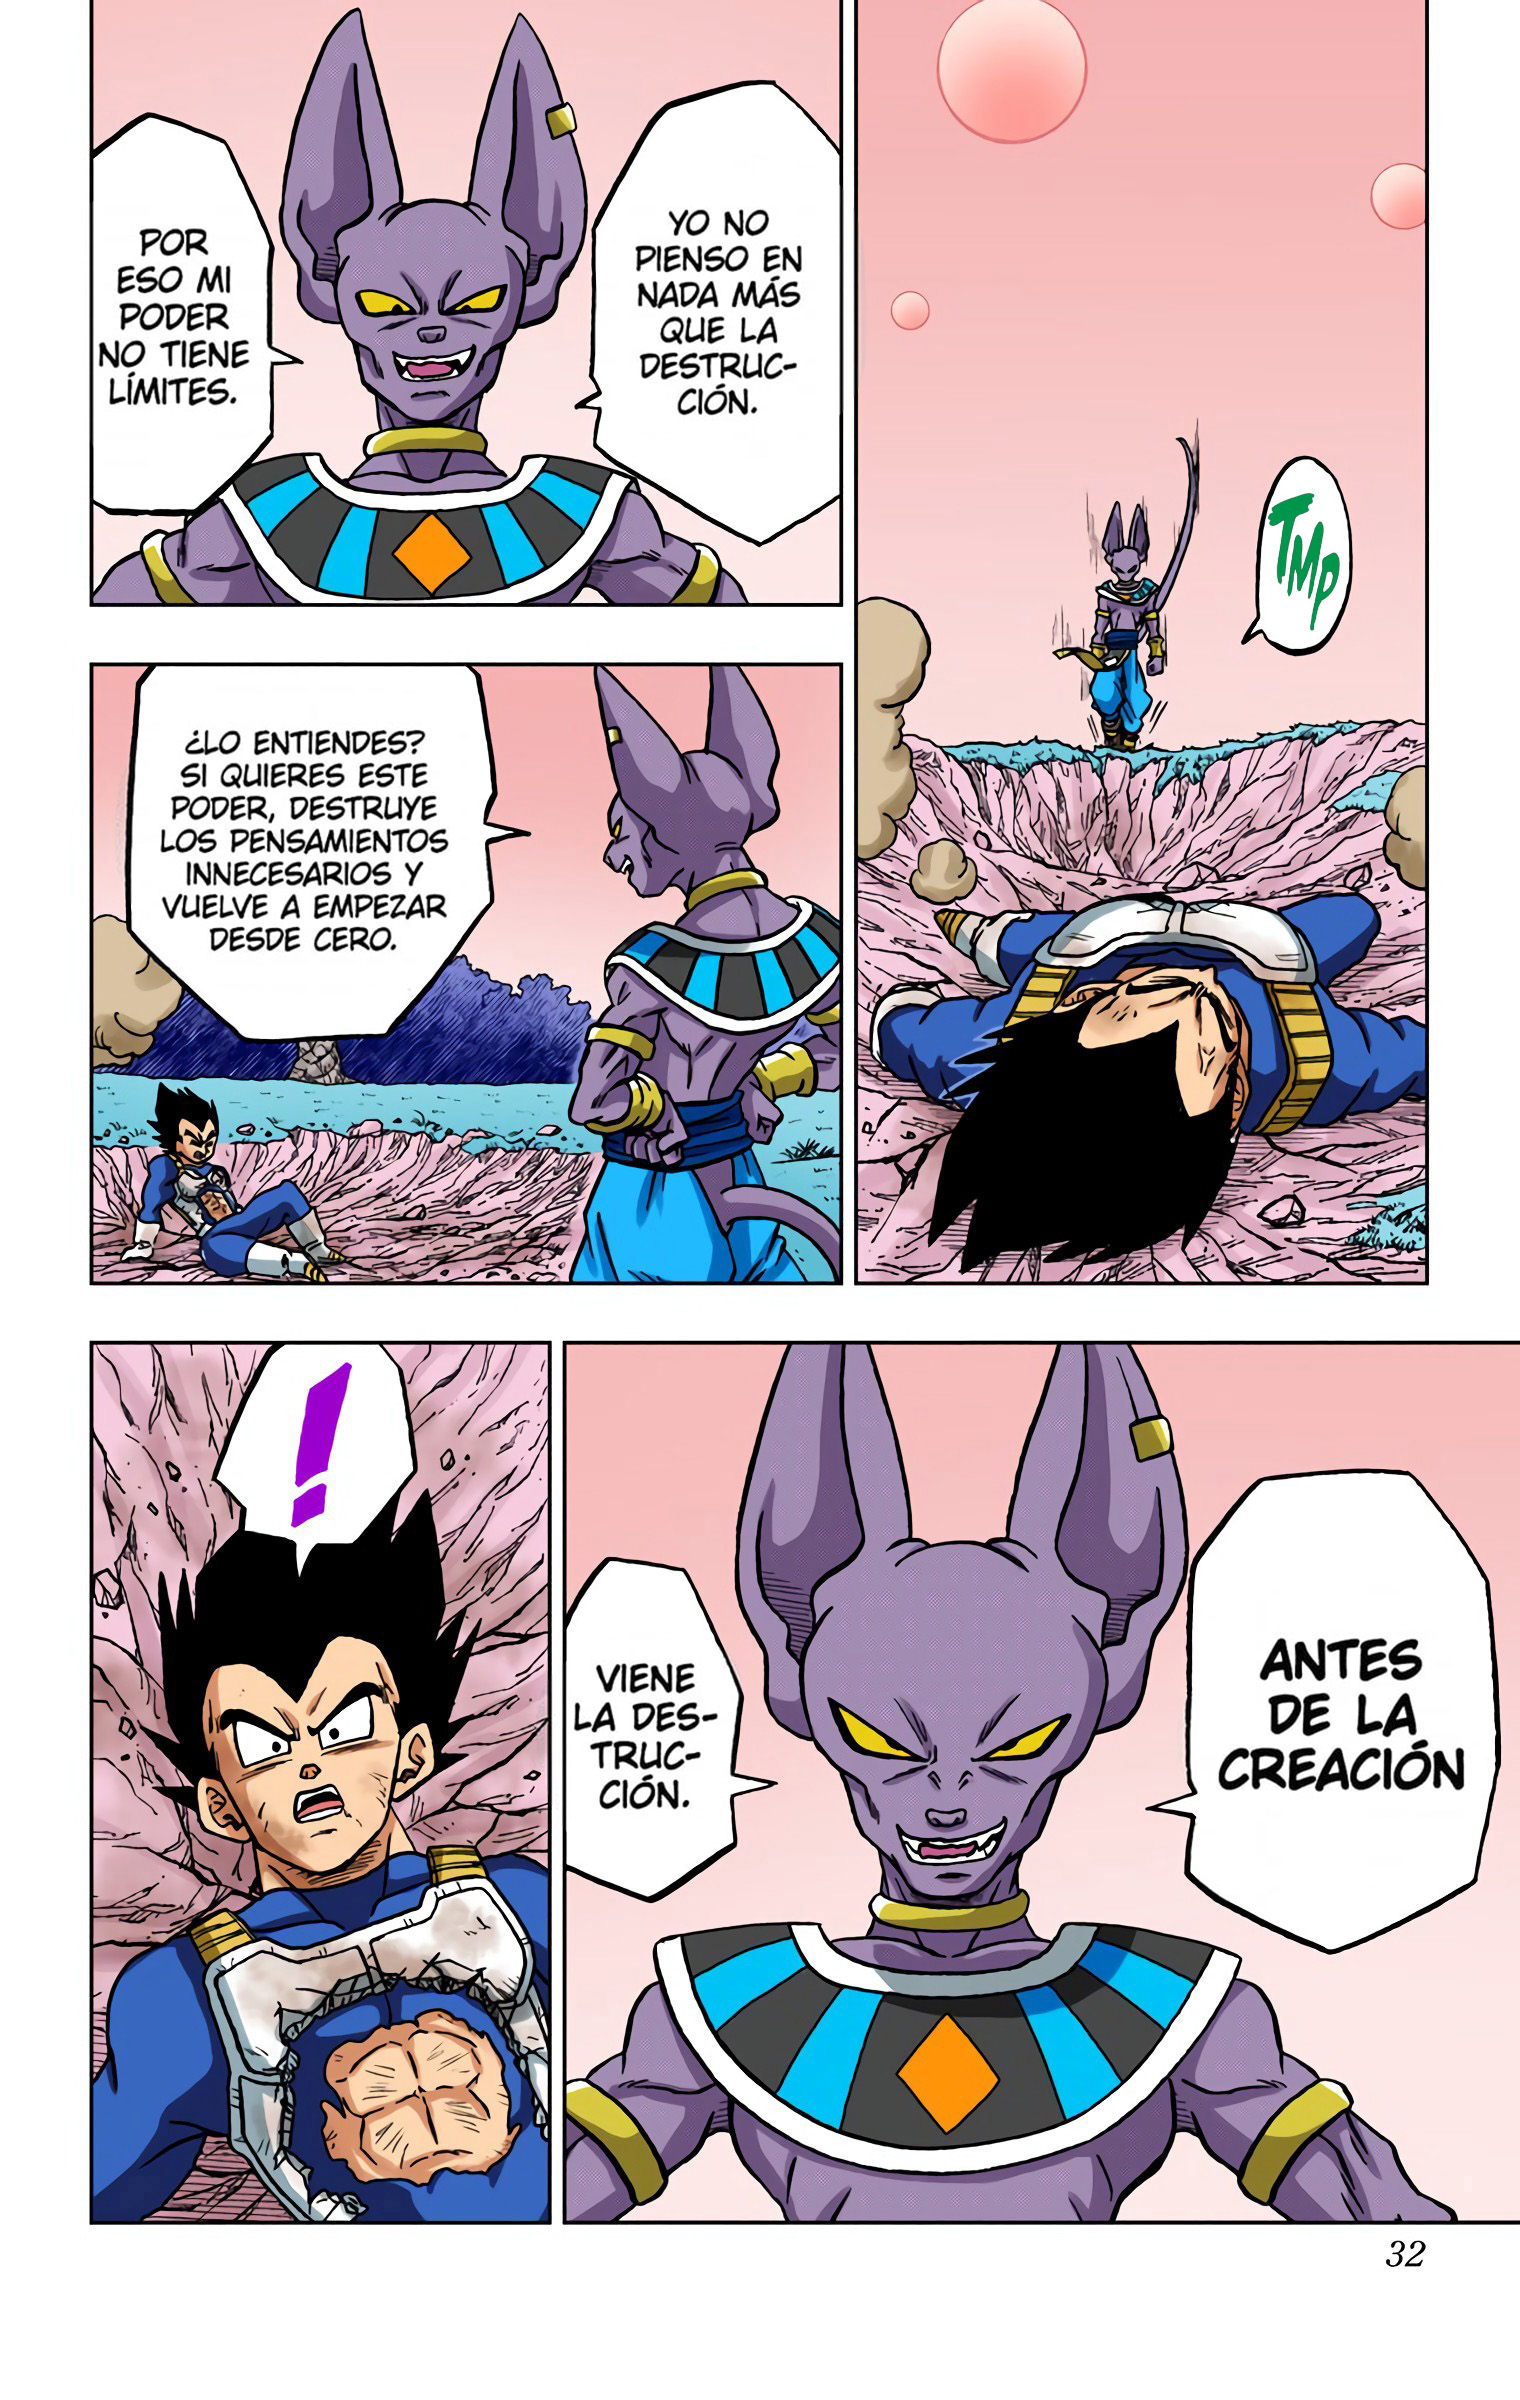 TMP
YO NO
PIENSO EN
NADA MÁS
QUE LA
DESTRUC-
CIÓN.
POR
ESO MI
PODER
NO TIENE
LÍMITES.
¿LO ENTIENDES?
SI QUIERES ESTE
PODER, DESTRUYE
LOS PENSAMIENTOS
INNECESARIOS Y
VUELVE A EMPEZAR
DESDE CERO.
ANTES
DE LA
CREACIÓN
VIENE
LA DES-
TRUC-
CIÓN.
!
32